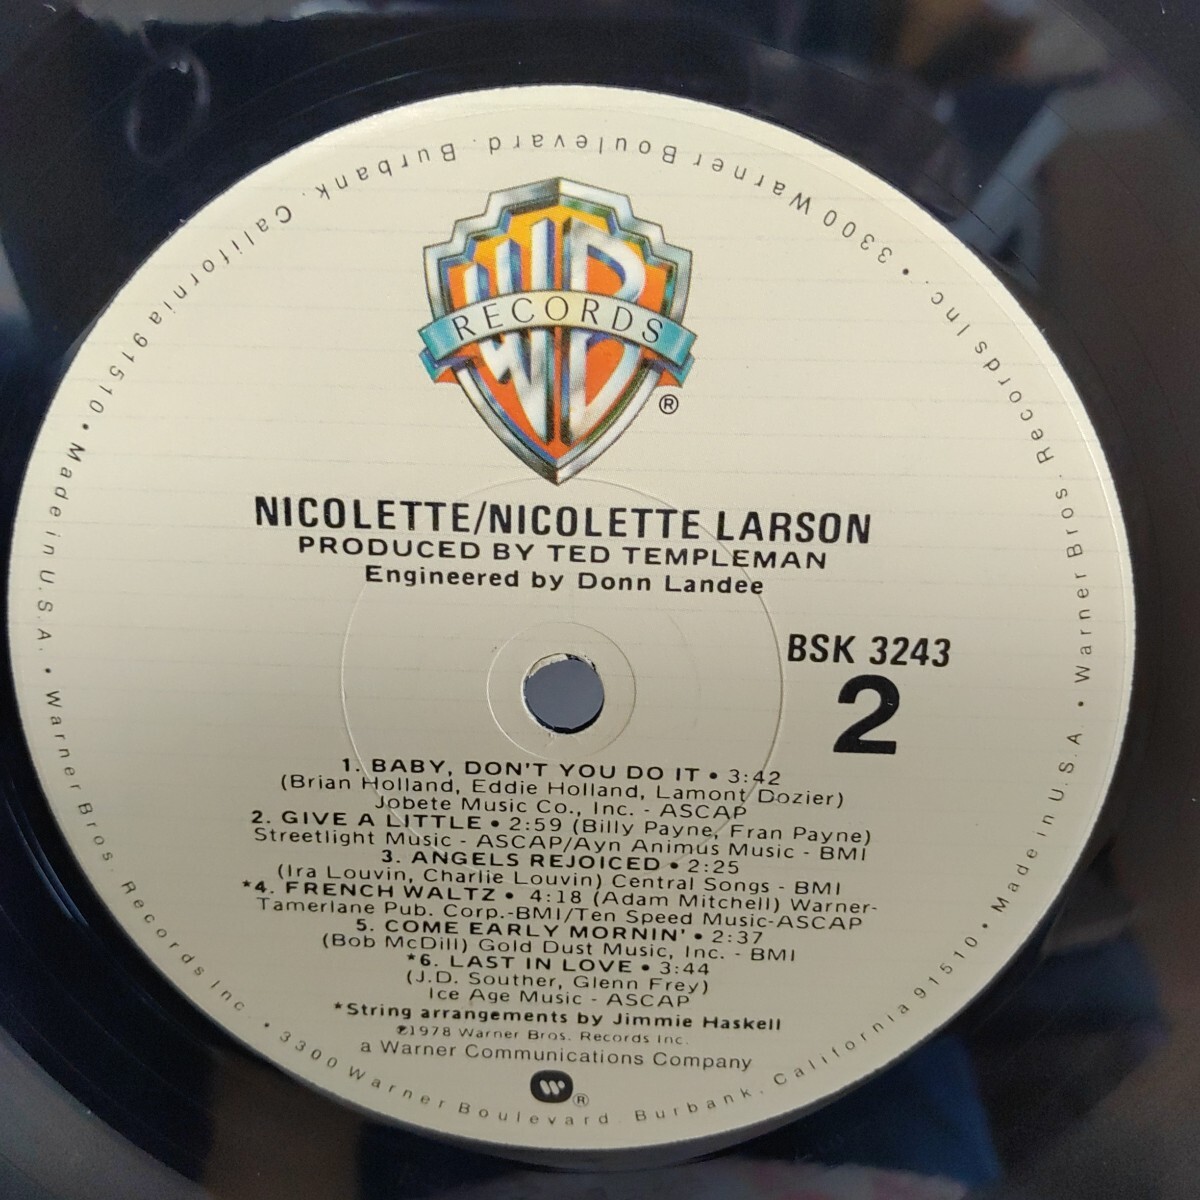 Warner Bros. Records Inc. • 3300 Warner Boulevard. Burbank. California 91510 • Made in U.S.A. •
Warner Bros. Records Inc. • 3300 Warner Boulevard. Burbank. California 91510 • Made in U.S.A. •
WB
RECORDS
®
NICOLETTE/NICOLETTE LARSON
PRODUCED BY TED TEMPLEMAN
Engineered by Donn Landee
BSK 3243
2
1. BABY, DON'T YOU DO IT • 3:42
(Brian Holland, Eddie Holland, Lamont Dozier)
Jobete Music Co., Inc. - ASCAP
2. GIVE A LITTLE • 2:59 (Billy Payne, Fran Payne)
Streetlight Music - ASCAP/Ayn Animus Music - BMI
3. ANGELS REJOICED • 2:25
(Ira Louvin, Charlie Louvin) Central Songs - BMI
*4. FRENCH WALTZ • 4:18 (Adam Mitchell) Warner-
Tamerlane Pub. Corp.-BMI/Ten Speed Music-ASCAP
5. COME EARLY MORNIN' • 2:37
(Bob McDill) Gold Dust Music, Inc. - BMI
*6. LAST IN LOVE • 3:44
(J.D. Souther, Glenn Frey)
Ice Age Music - ASCAP
*String arrangements by Jimmie Haskell
℗1978 Warner Bros. Records Inc.
a Warner Communications Company
®